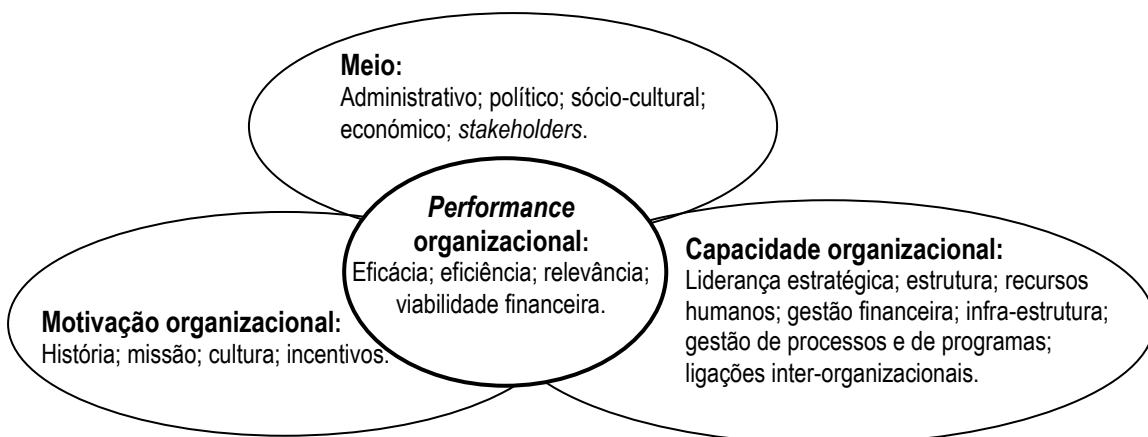 Meio:
Administrativo; político; sócio-cultural;
económico; stakeholders.
Performance
organizacional:
Eficácia; eficiência; relevância;
viabilidade financeira.
Motivação organizacional:
História; missão; cultura; incentivos.
Capacidade organizacional:
Liderança estratégica; estrutura; recursos
humanos; gestão financeira; infra-estrutura;
gestão de processos e de programas;
ligações inter-organizacionais.